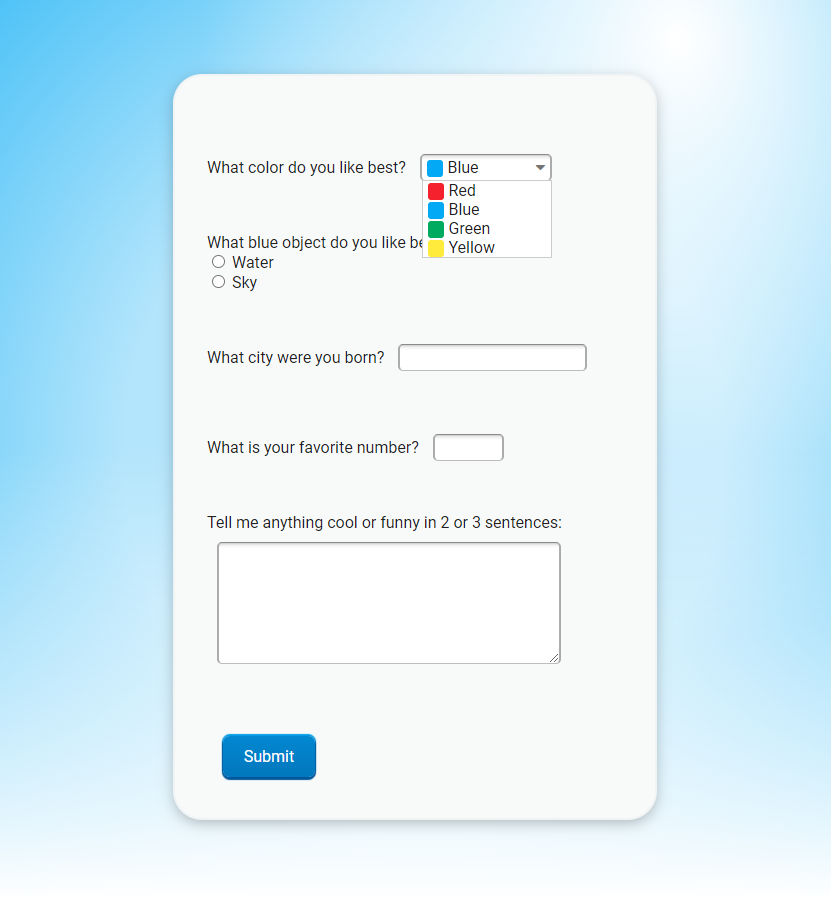 What color do you like best? Blue
Red
Blue
Green
Yellow
What blue object do you like
Water
Sky
What city were you born?
What is your favorite number?
Tell me anything cool or funny in 2 or 3 sentences:
Submit